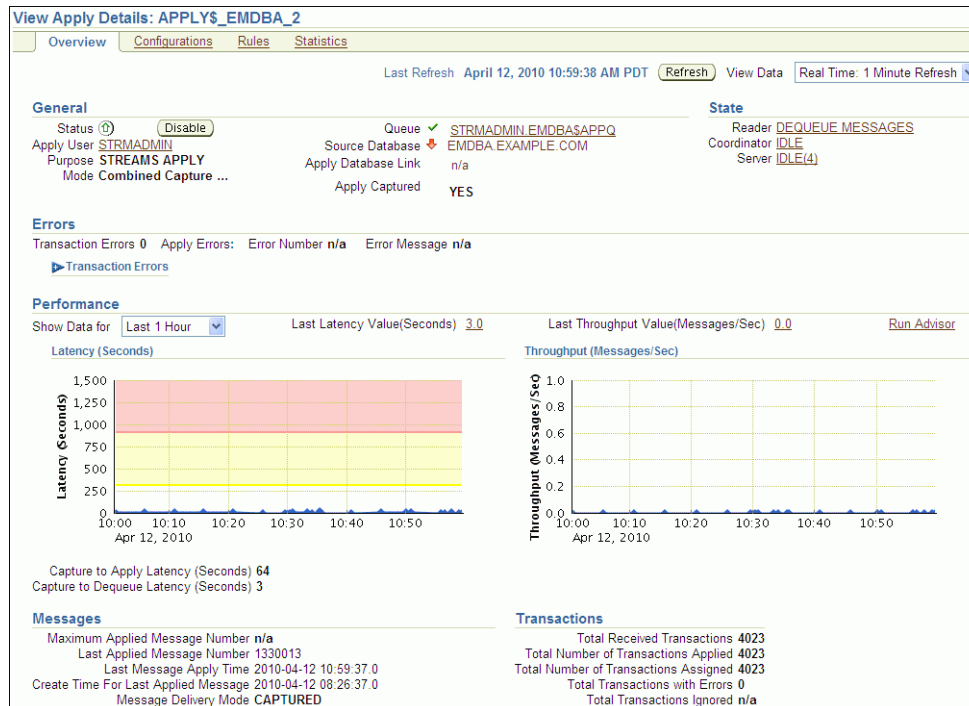 View Apply Details: APPLY$_EMDBA_2
Overview Configurations Rules Statistics
Last Refresh April 12, 2010 10:59:38 AM PDT Refresh View Data Real Time: 1 Minute Refresh
General
Status Disable
Apply User STRMADMIN
Purpose STREAMS APPLY
Mode Combined Capture ...
Queue STRMADMIN.EMDBA$APPQ
Source Database EMDBA.EXAMPLE.COM
Apply Database Link n/a
Apply Captured YES
State
Reader DEQUEUE MESSAGES
Coordinator IDLE
Server IDLE(4)
Errors
Transaction Errors 0 Apply Errors: Error Number n/a Error Message n/a
Transaction Errors
Performance
Show Data for Last 1 Hour Last Latency Value(Seconds) 3.0 Last Throughput Value(Messages/Sec) 0.0 Run Advisor
Latency (Seconds)
Latency (Seconds)
1,500
1,250
1,000
750
500
250
0
10:00 10:10 10:20 10:30 10:40 10:50
Apr 12, 2010
Throughput (Messages/Sec)
Throughput (Messages/Sec)
1.0
0.8
0.6
0.4
0.2
0.0
10:00 10:10 10:20 10:30 10:40 10:50
Apr 12, 2010
Capture to Apply Latency (Seconds) 64
Capture to Dequeue Latency (Seconds) 3
Messages
Maximum Applied Message Number n/a
Last Applied Message Number 1330013
Last Message Apply Time 2010-04-12 10:59:37.0
Create Time For Last Applied Message 2010-04-12 08:26:37.0
Message Delivery Mode CAPTURED
Transactions
Total Received Transactions 4023
Total Number of Transactions Applied 4023
Total Number of Transactions Assigned 4023
Total Transactions with Errors 0
Total Transactions Ignored n/a